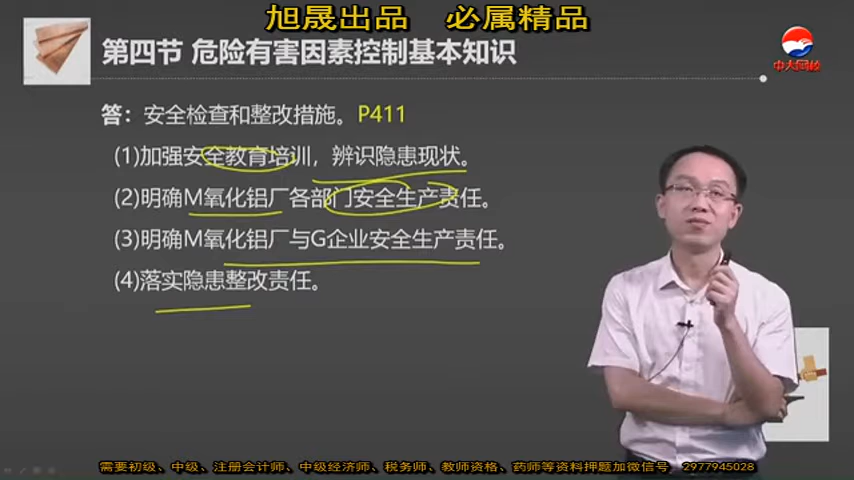 旭晟出品 必属精品
第四节 危险有害因素控制基本知识
中大网校
答：安全检查和整改措施。P411
(1)加强安全教育培训，辨识隐患现状。
(2)明确M氧化铝厂各部门安全生产责任。
(3)明确M氧化铝厂与G企业安全生产责任。
(4)落实隐患整改责任。
需要初级、中级、注册会计师、中级经济师、税务师、教师资格、药师等资料押题加微信号，2977945028